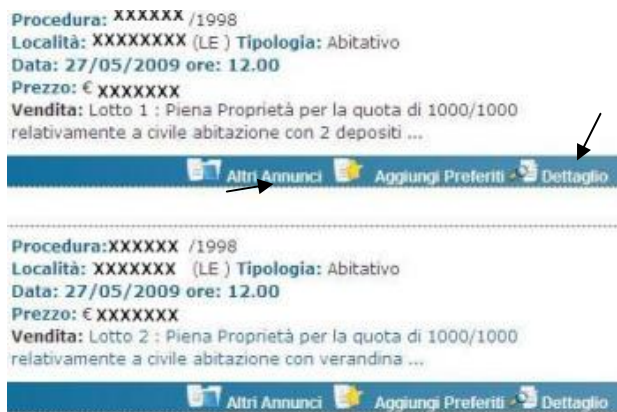 Procedura: XXXXXX /1998
Località: XXXXXXXX (LE ) Tipologia: Abitativo
Data: 27/05/2009 ore: 12.00
Prezzo: € XXXXXXX
Vendita: Lotto 1 : Piena Proprietà per la quota di 1000/1000
relativamente a civile abitazione con 2 depositi ...
Altri Annunci Aggiungi Preferiti Dettaglio
Procedura:XXXXXX /1998
Località: XXXXXXX (LE ) Tipologia: Abitativo
Data: 27/05/2009 ore: 12.00
Prezzo: € XXXXXXX
Vendita: Lotto 2 : Piena Proprietà per la quota di 1000/1000
relativamente a civile abitazione con verandina ...
Altri Annunci Aggiungi Preferiti Dettaglio